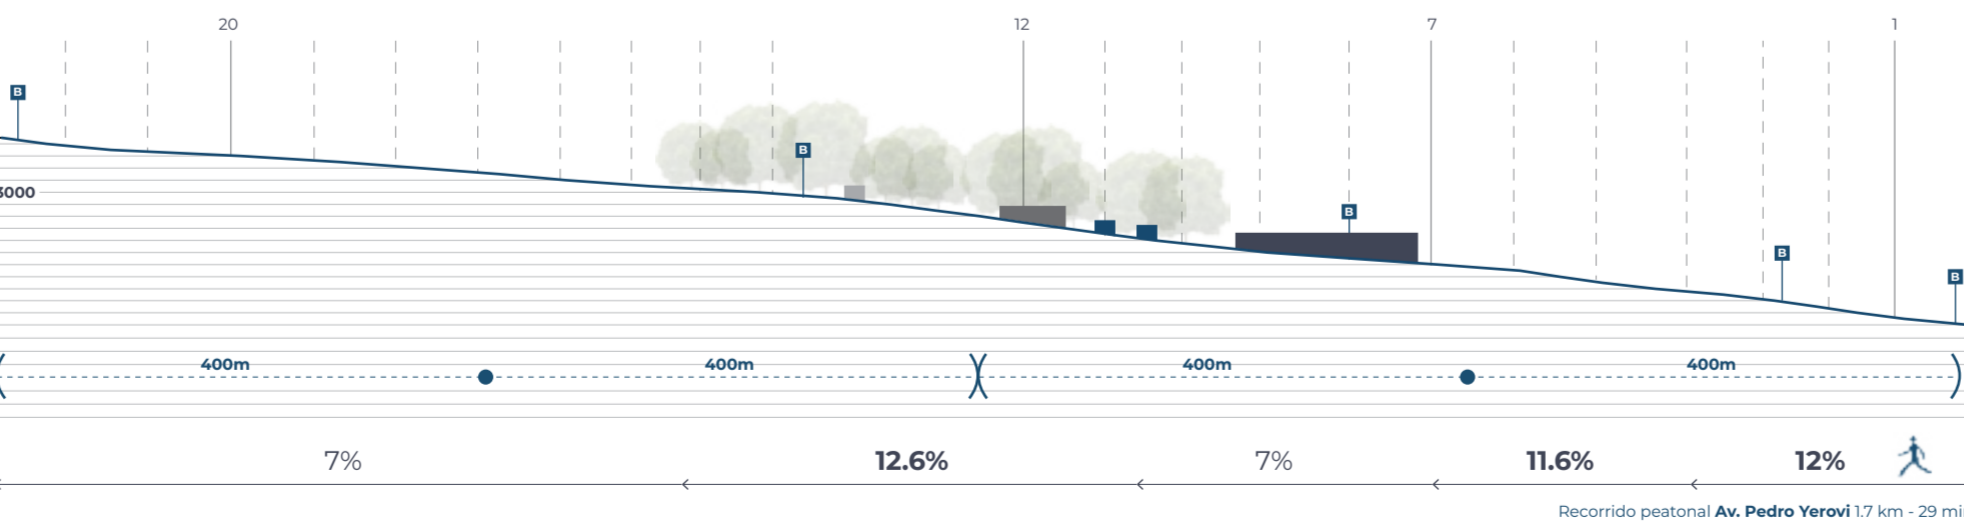 20 12 7 1
B
B
3000
B
B
B
400m 400m 400m 400m
7% 12.6% 7% 11.6% 12%
Recorrido peatonal Av. Pedro Yerovi 1.7 km - 29